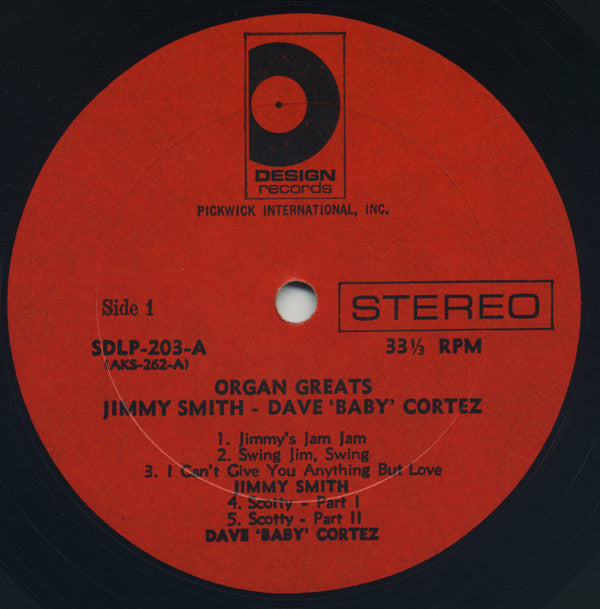 DESIGN
records
PICKWICK INTERNATIONAL, INC.
Side 1
STEREO
SDLP-203-A
33⅓ RPM
(AKS-262-A)
ORGAN GREATS
JIMMY SMITH - DAVE 'BABY' CORTEZ
1. Jimmy's Jam Jam
2. Swing Jim, Swing
3. I Can't Give You Anything But Love
JIMMY SMITH
4. Scotty - Part I
5. Scotty - Part II
DAVE 'BABY' CORTEZ